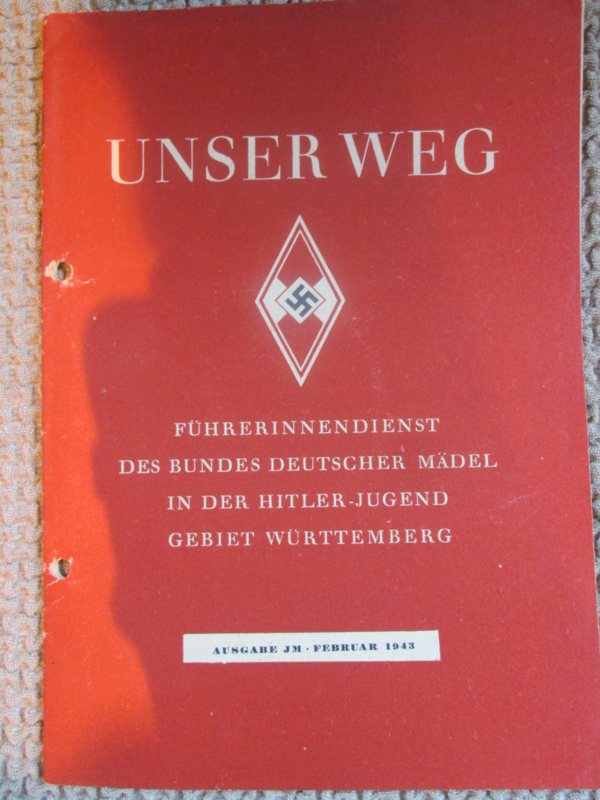 UNSER WEG
FÜHRERINNENDIENST
DES BUNDES DEUTSCHER MÄDEL
IN DER HITLER-JUGEND
GEBIET WÜRTTEMBERG
AUSGABE JM · FEBRUAR 1943